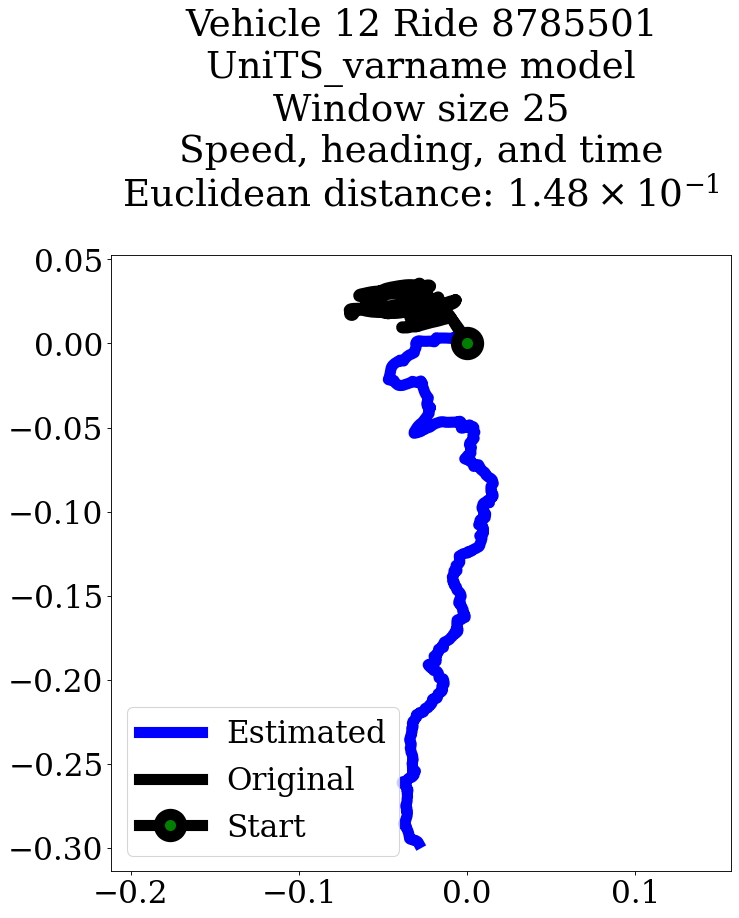 Vehicle 12 Ride 8785501
UniTS_varname model
Window size 25
Speed, heading, and time
Euclidean distance: 1.48 × 10⁻¹
0.05
0.00
−0.05
−0.10
−0.15
−0.20
−0.25
−0.30
Estimated
Original
Start
−0.2
−0.1
0.0
0.1